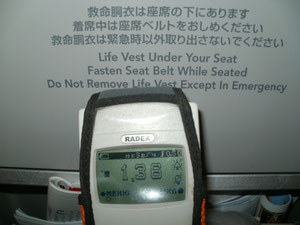 救命胴衣は座席の下にあります
着席中は座席ベルトをおしめください
救命胴衣は緊急時以外取り出さないでください
Life Vest Under Your Seat
Fasten Seat Belt While Seated
Do Not Remove Life Vest Except In Emergency
RADEX
1,36